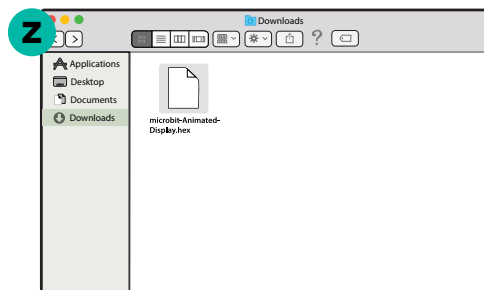 Z
Downloads
?
Applications
Desktop
Documents
Downloads
microbit-Animated-
Display.hex